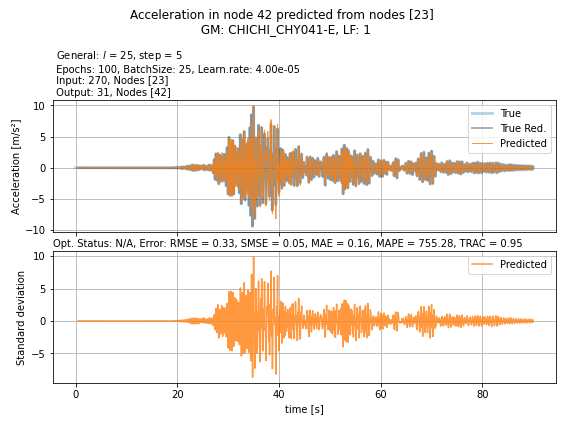 Acceleration in node 42 predicted from nodes [23]
GM: CHICHI_CHY041-E, LF: 1
General: l = 25, step = 5
Epochs: 100, BatchSize: 25, Learn.rate: 4.00e-05
Input: 270, Nodes [23]
Output: 31, Nodes [42]
Acceleration [m/s²]
10
5
0
−5
−10
True
True Red.
Predicted
Opt. Status: N/A, Error: RMSE = 0.33, SMSE = 0.05, MAE = 0.16, MAPE = 755.28, TRAC = 0.95
Standard deviation
10
5
0
−5
Predicted
0 20 40 60 80
time [s]